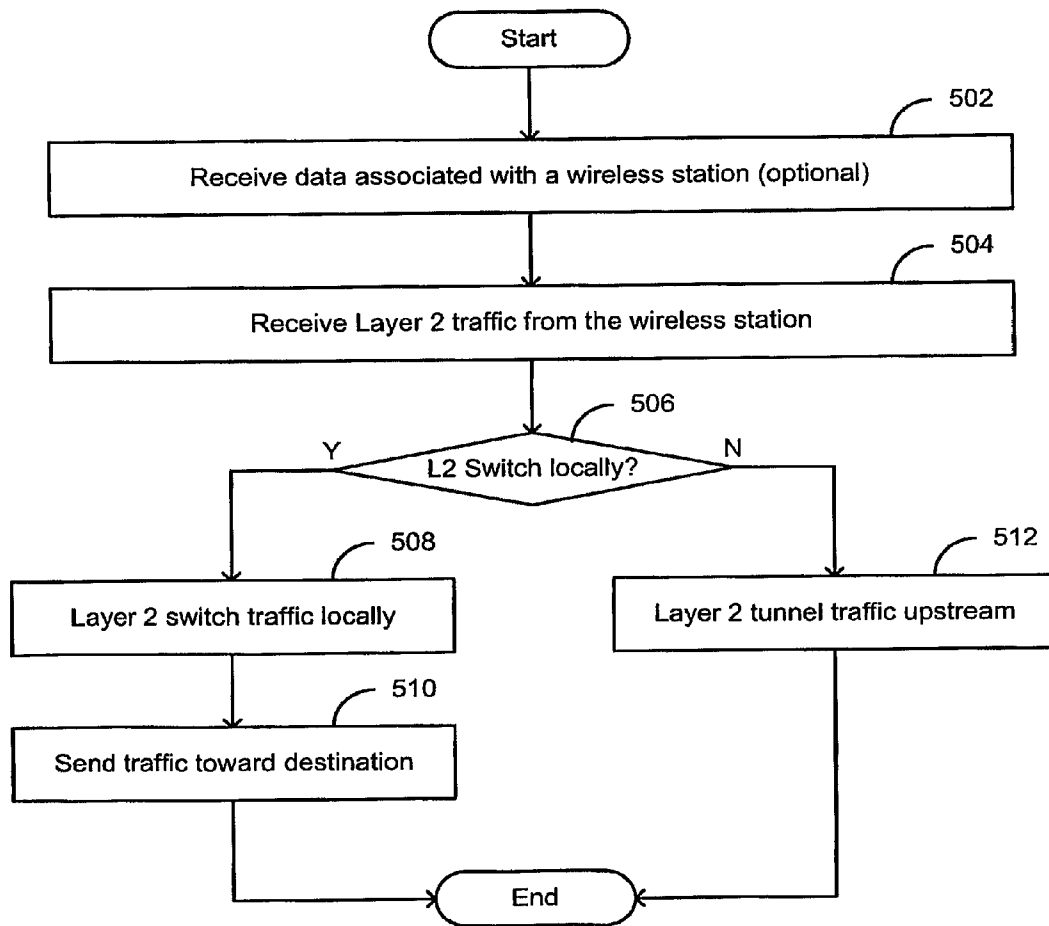 Start
502
Receive data associated with a wireless station (optional)
504
Receive Layer 2 traffic from the wireless station
506
Y
L2 Switch locally?
N
508
Layer 2 switch traffic locally
512
Layer 2 tunnel traffic upstream
510
Send traffic toward destination
End